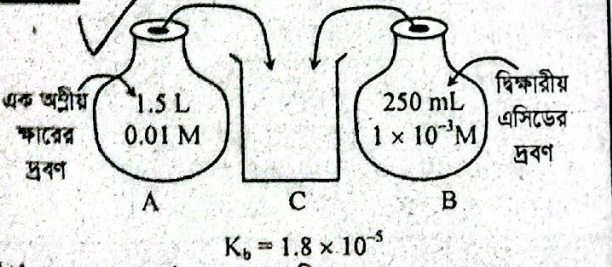 এক অম্লীয়
ক্ষারের
দ্রবণ
1.5 L
0.01 M
A
C
250 mL
1 × 10⁻³M
B
দ্বিক্ষারীয়
এসিডের
দ্রবণ
K_b = 1.8 × 10⁻⁵